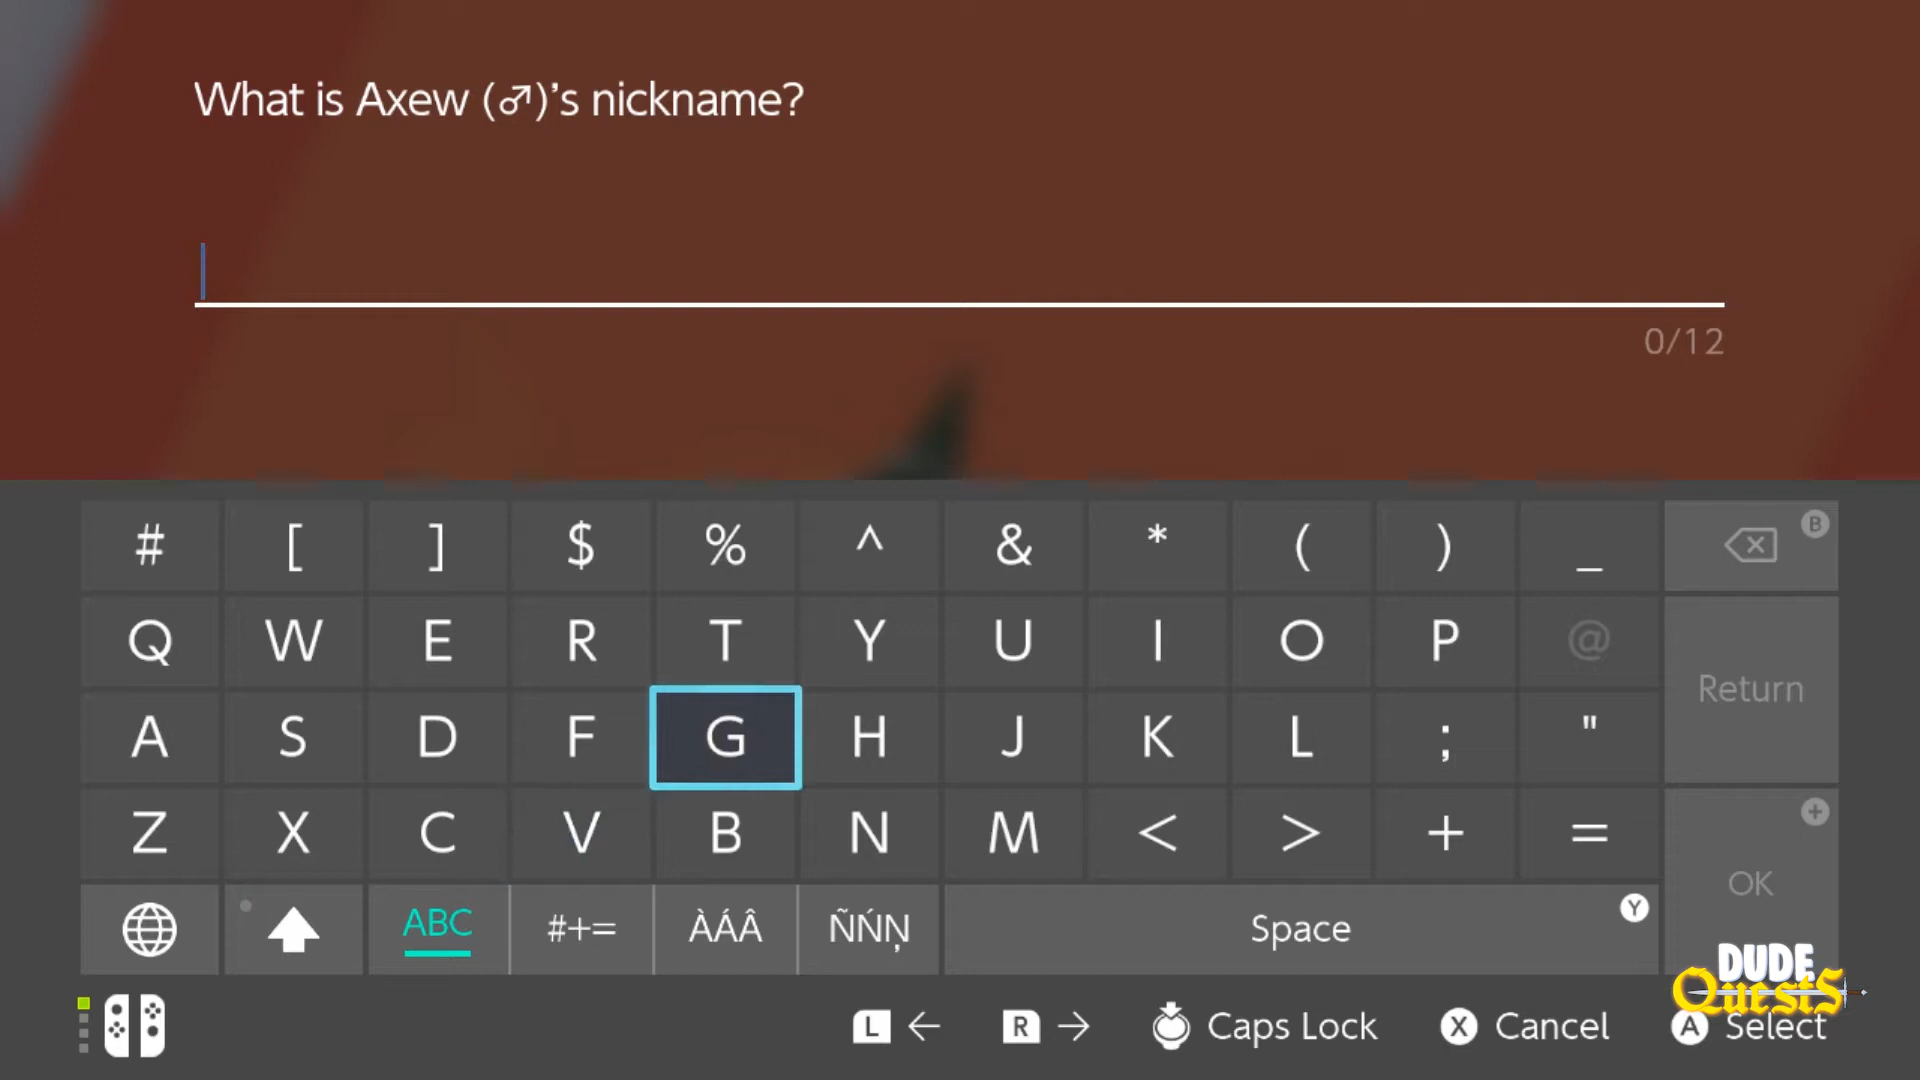 What is Axew (♂)'s nickname?
0/12
# [ ] $ % ^ & * ( ) _ B
Q W E R T Y U I O P @
Return
A S D F G H J K L ; "
Z X C V B N M < > + = +
OK
ABC #+= ÀÁÂ ÑŃŅ Space Y
DUDE
QuestS
L ← R → Caps Lock X Cancel A Select